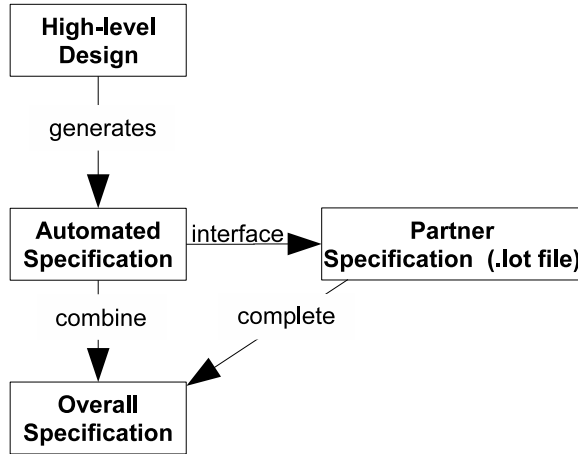 High-level
Design
generates
Automated
Specification
interface
Partner
Specification (.lot file)
combine
complete
Overall
Specification